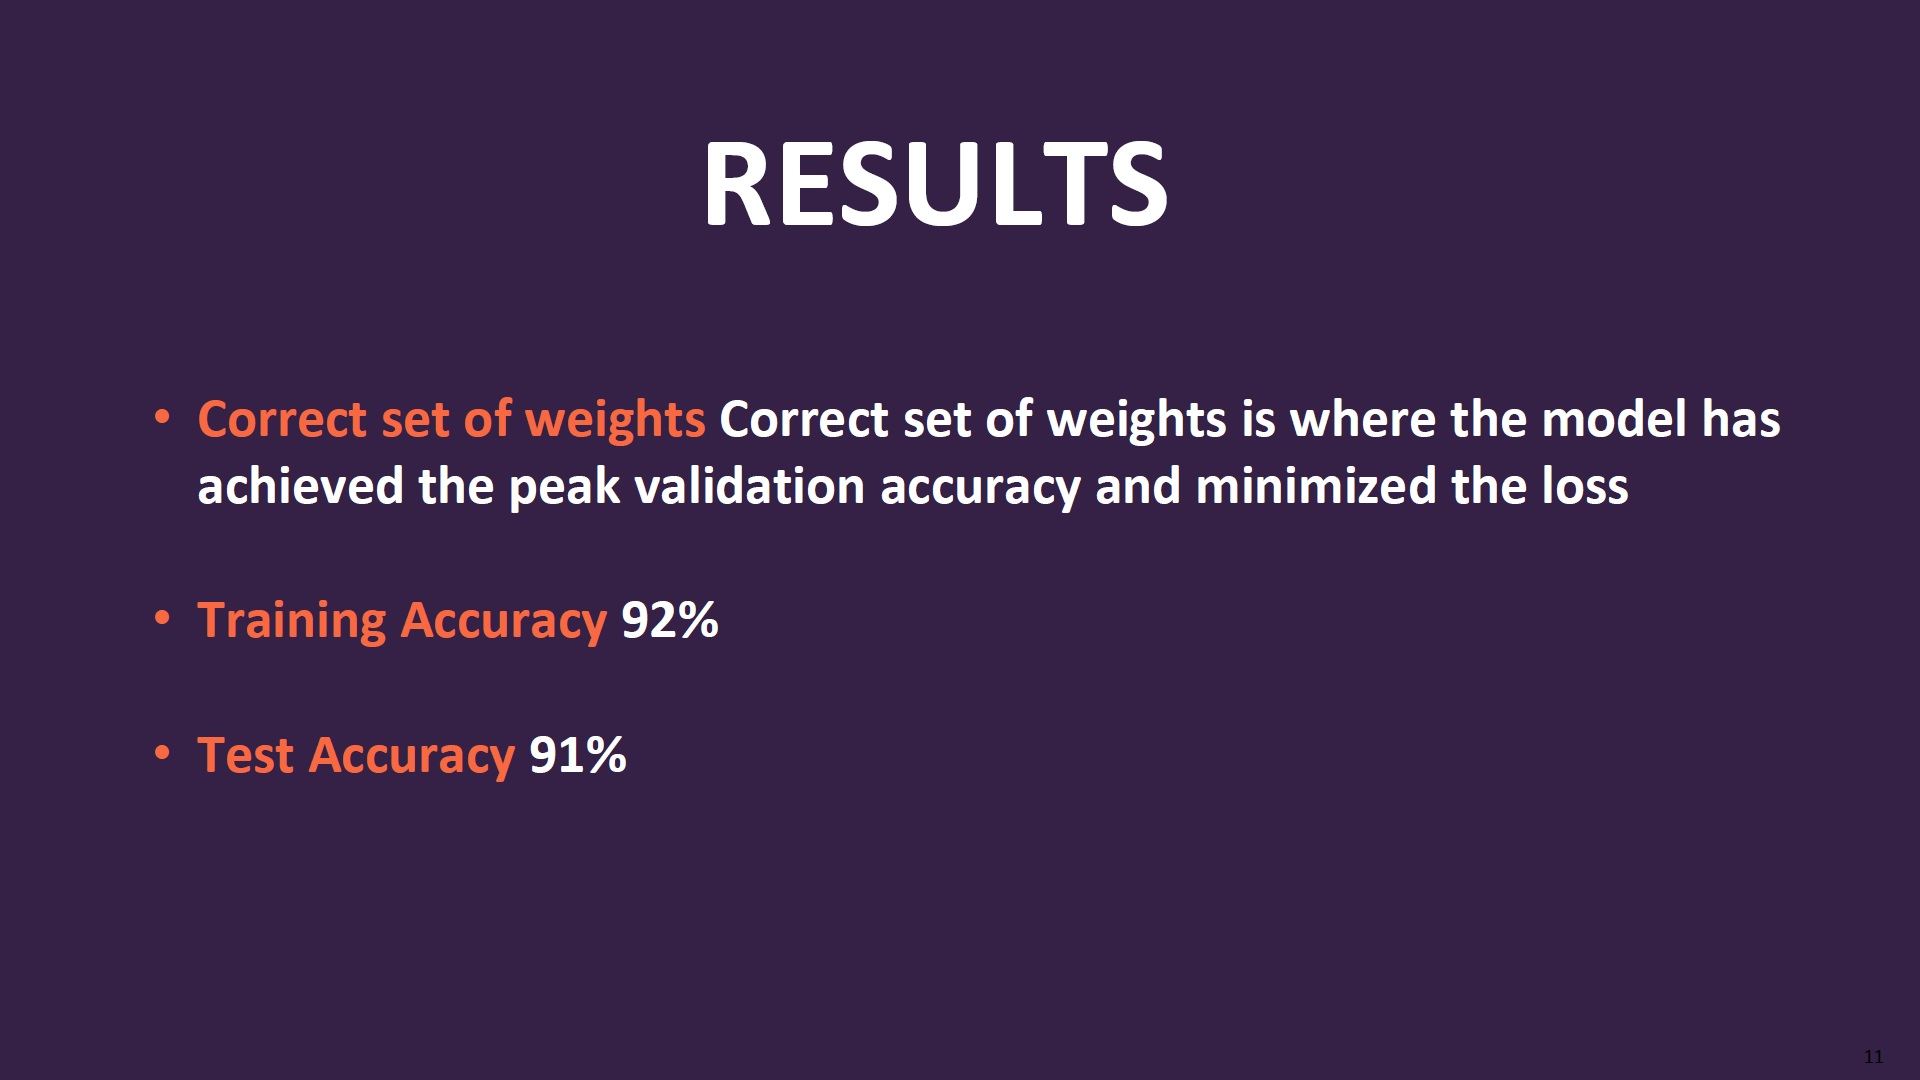 RESULTS
• Correct set of weights Correct set of weights is where the model has
achieved the peak validation accuracy and minimized the loss
• Training Accuracy 92%
• Test Accuracy 91%
11